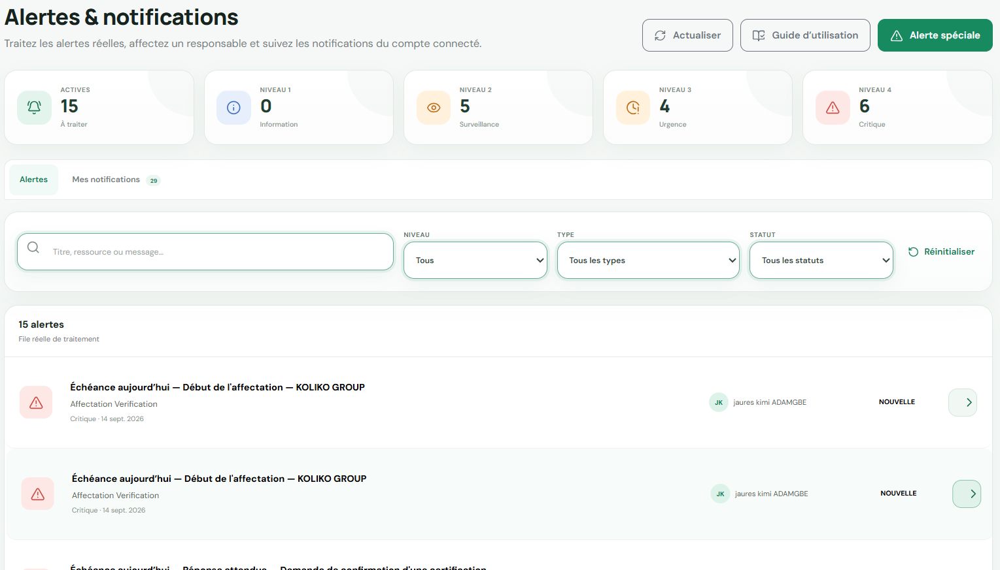 Alertes & notifications
Traitez les alertes réelles, affectez un responsable et suivez les notifications du compte connecté.
Actualiser
Guide d’utilisation
Alerte spéciale
ACTIVES
15
À traiter
NIVEAU 1
0
Information
NIVEAU 2
5
Surveillance
NIVEAU 3
4
Urgence
NIVEAU 4
6
Critique
Alertes
Mes notifications 29
Titre, ressource ou message…
NIVEAU
Tous
TYPE
Tous les types
STATUT
Tous les statuts
Réinitialiser
15 alertes
File réelle de traitement
Échéance aujourd’hui — Début de l'affectation — KOLIKO GROUP
Affectation Verification
Critique · 14 sept. 2026
JK jaures kimi ADAMGBE
NOUVELLE
Échéance aujourd’hui — Début de l'affectation — KOLIKO GROUP
Affectation Verification
Critique · 14 sept. 2026
JK jaures kimi ADAMGBE
NOUVELLE
Échéance aujourd’hui — Réponse attendue — Demande de confirmation d'une certification